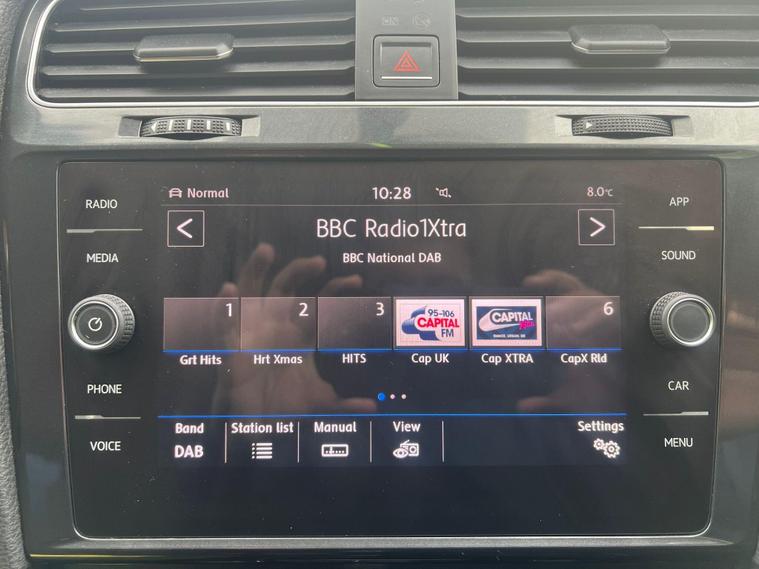 RADIO
MEDIA
PHONE
VOICE
Normal
10:28
8.0°C
<
BBC Radio1Xtra
>
BBC National DAB
1
2
3
95-106
CAPITAL
FM
CAPITAL
6
Grt Hits
Hrt Xmas
HITS
Cap UK
Cap XTRA
CapX Rld
Band
DAB
Station list
Manual
View
Settings
APP
SOUND
CAR
MENU